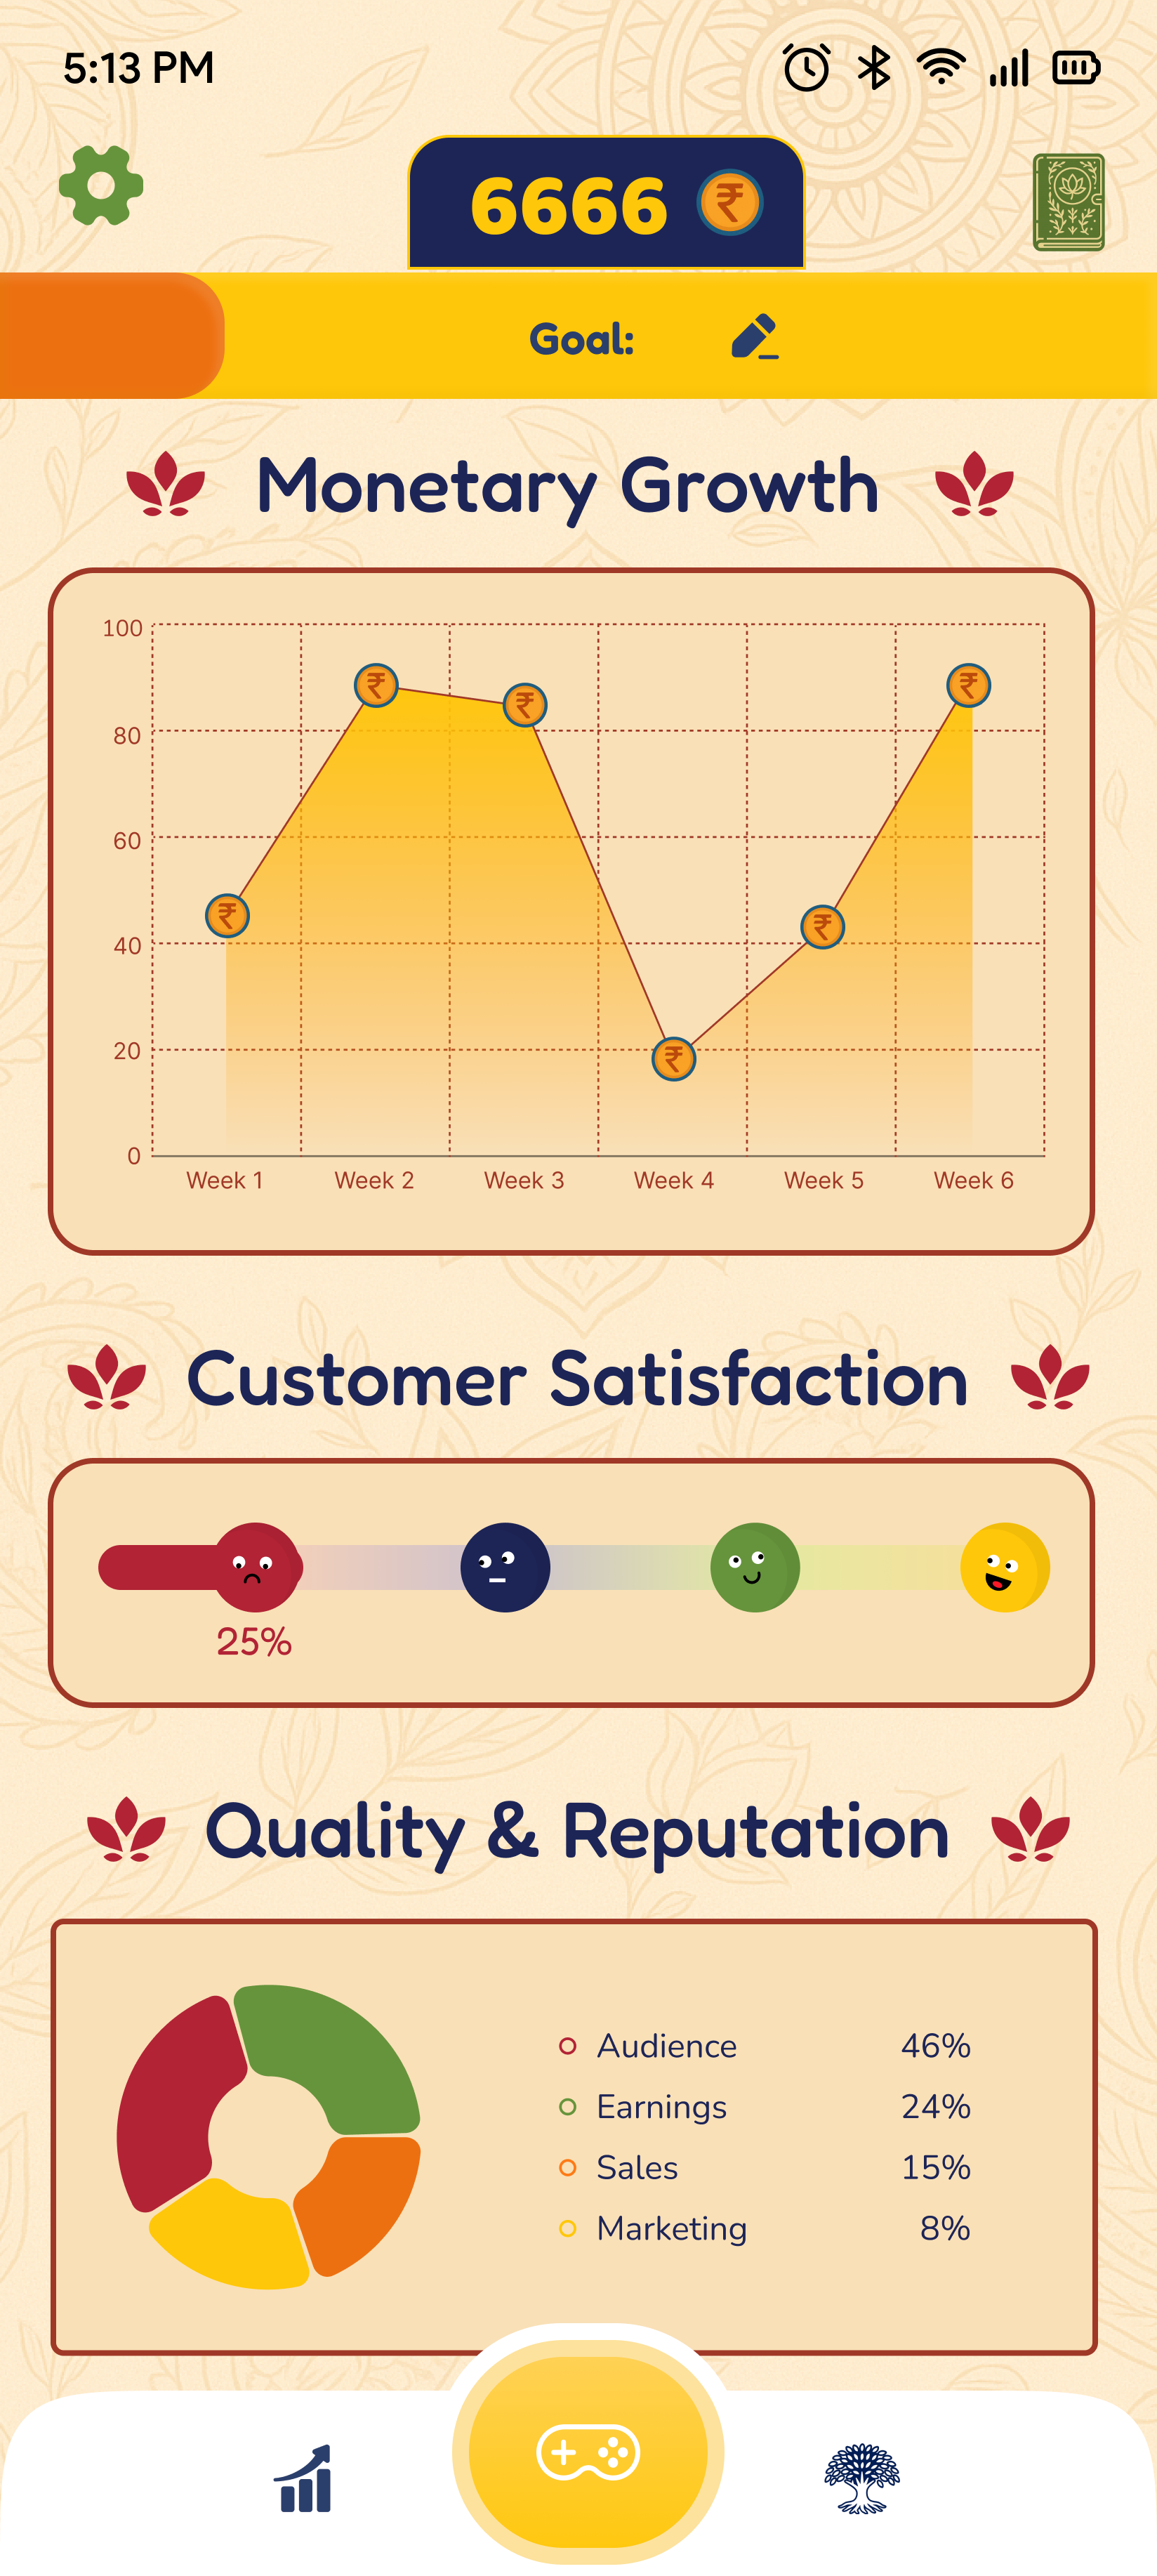 5:13 PM
6666 ₹
Goal:
Monetary Growth
100
80
60
40
20
0
₹ ₹ ₹ ₹ ₹ ₹
Week 1 Week 2 Week 3 Week 4 Week 5 Week 6
Customer Satisfaction
25%
Quality & Reputation
Audience 46%
Earnings 24%
Sales 15%
Marketing 8%